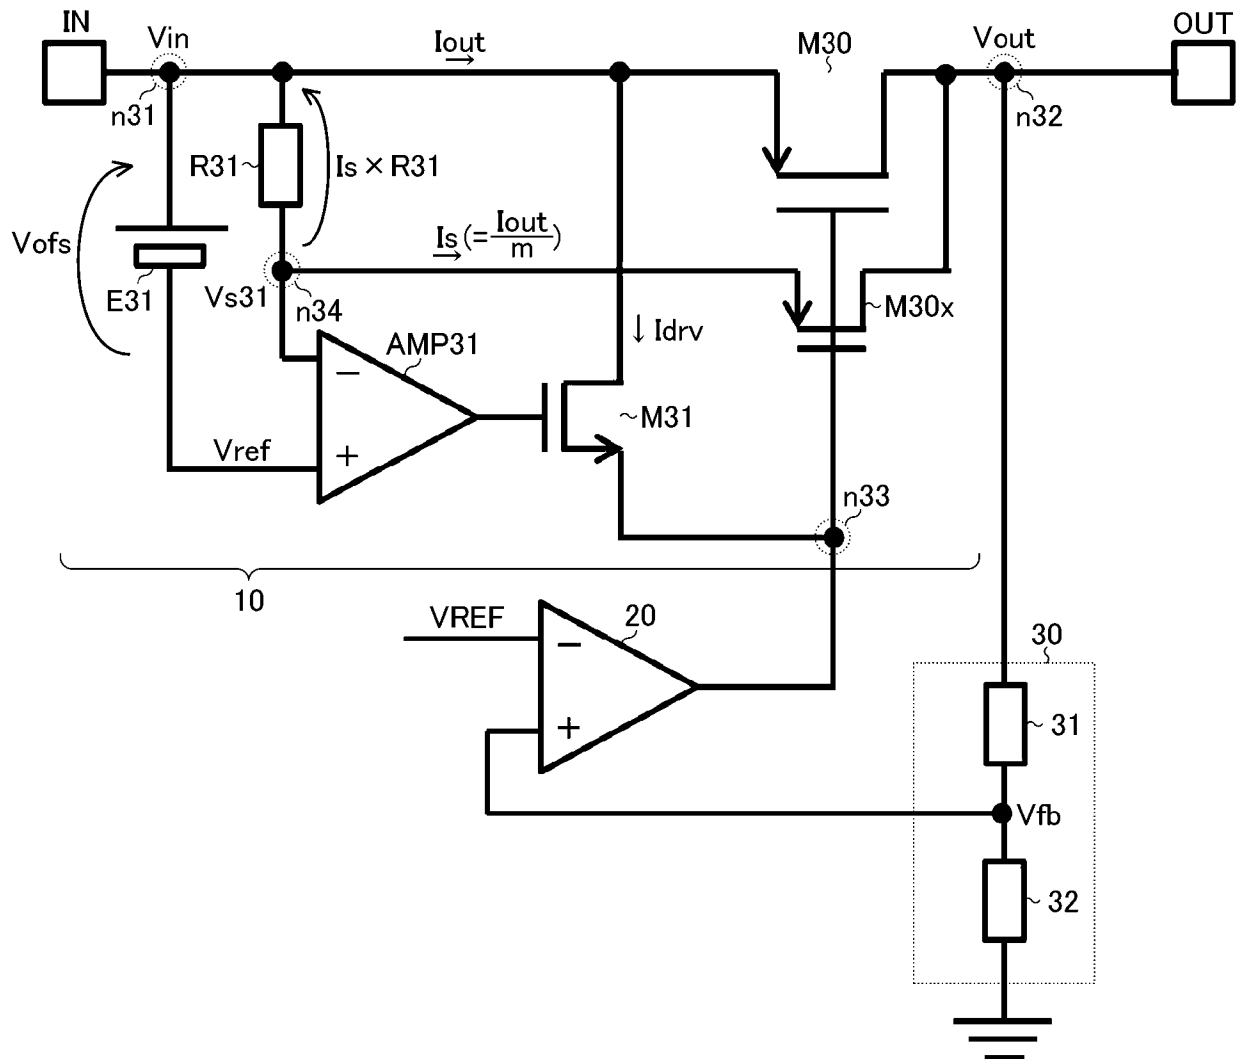 IN
OUT
Vin
Iout
→
M30
Vout
n31
n32
R31
Is × R31
Vofs
Is (= Iout/m)
→
E31
Vs31
n34
M30x
AMP31
↓ Idrv
−
M31
Vref
+
n33
10
VREF
20
−
30
+
31
Vfb
32